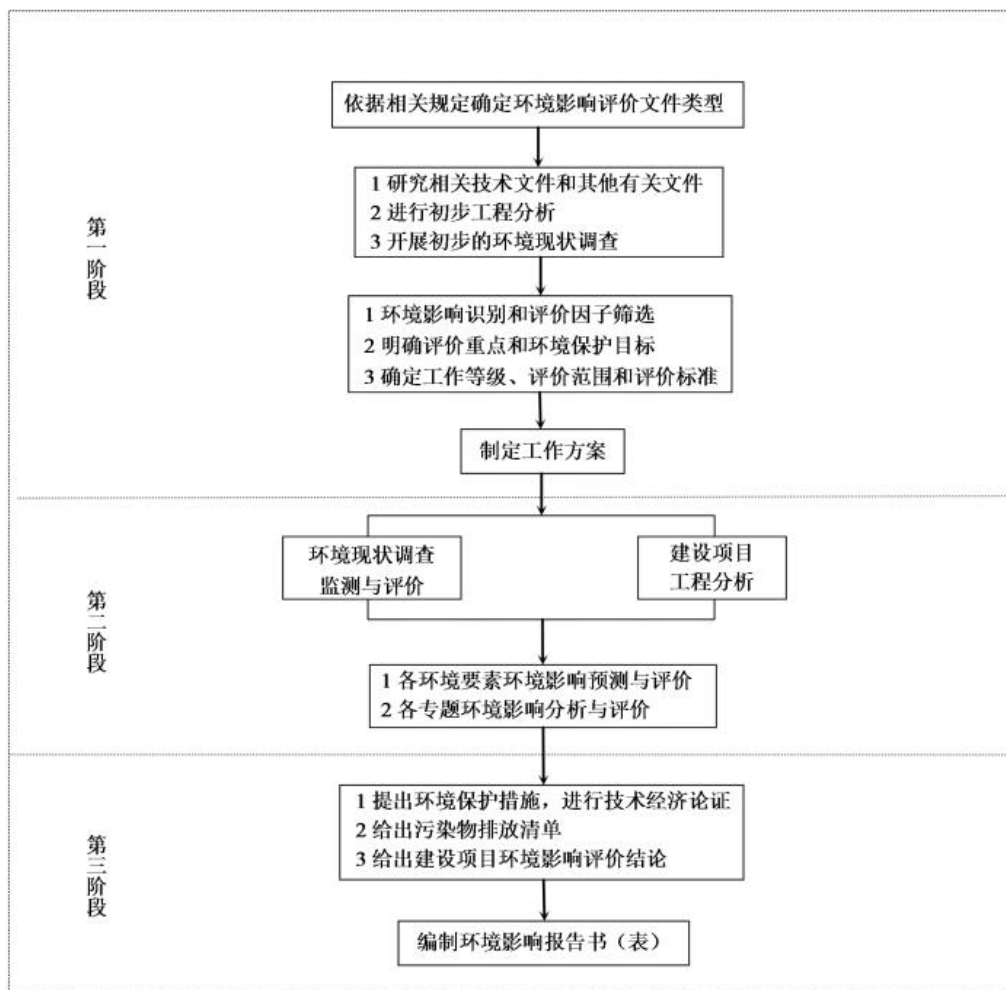 依据相关规定确定环境影响评价文件类型
1 研究相关技术文件和其他有关文件
2 进行初步工程分析
3 开展初步的环境现状调查
第一阶段
1 环境影响识别和评价因子筛选
2 明确评价重点和环境保护目标
3 确定工作等级、评价范围和评价标准
制定工作方案
环境现状调查
监测与评价
建设项目
工程分析
第二阶段
1 各环境要素环境影响预测与评价
2 各专题环境影响分析与评价
1 提出环境保护措施，进行技术经济论证
2 给出污染物排放清单
3 给出建设项目环境影响评价结论
第三阶段
编制环境影响报告书（表）